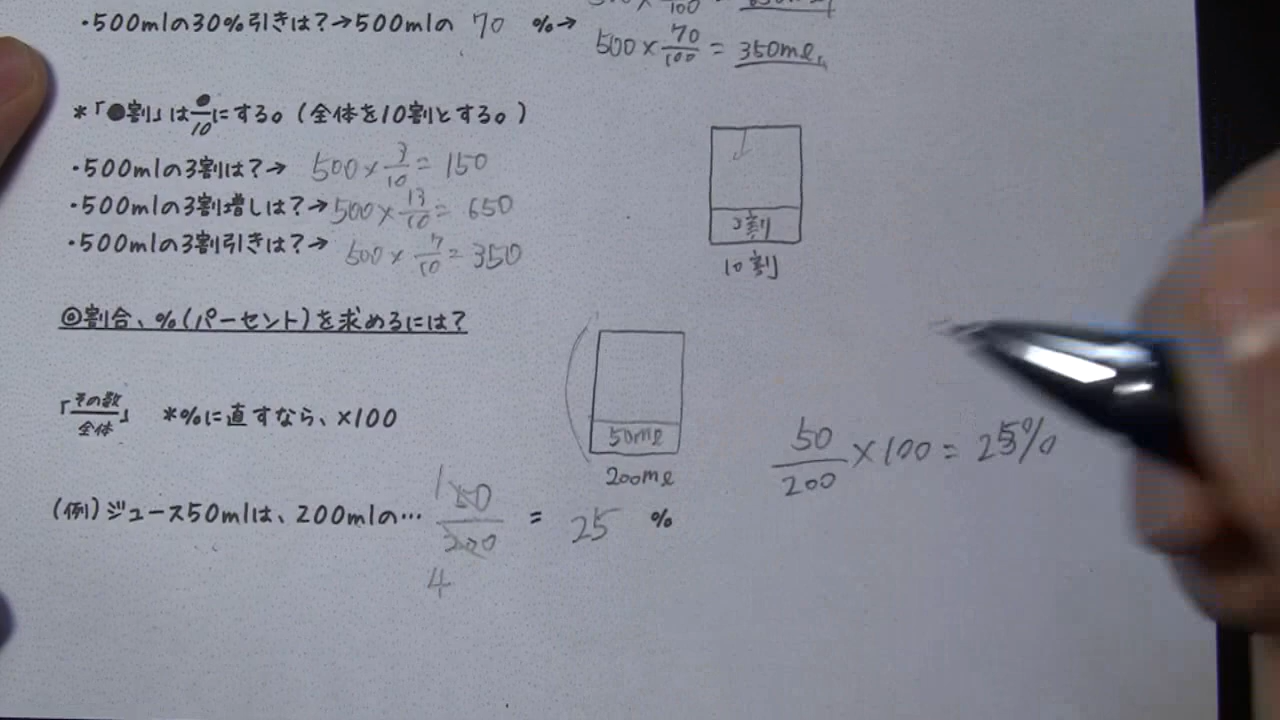 ・500mlの30%引きは?→500mlの 70 %→ 500×70/100=350mℓ
*「●割」は●/10にする。(全体を10割とする。)
・500mlの3割は?→ 500×3/10=150
・500mlの3割増しは?→500×13/10=650
・500mlの3割引きは?→ 500×7/10=350
3割
10割
◎割合、%(パーセント)を求めるには?
「その数/全体」 *%に直すなら、×100
50mℓ
200mℓ
50/200×100=25%
(例)ジュース50mlは、200mlの… 50/200 = 25 %
1
4